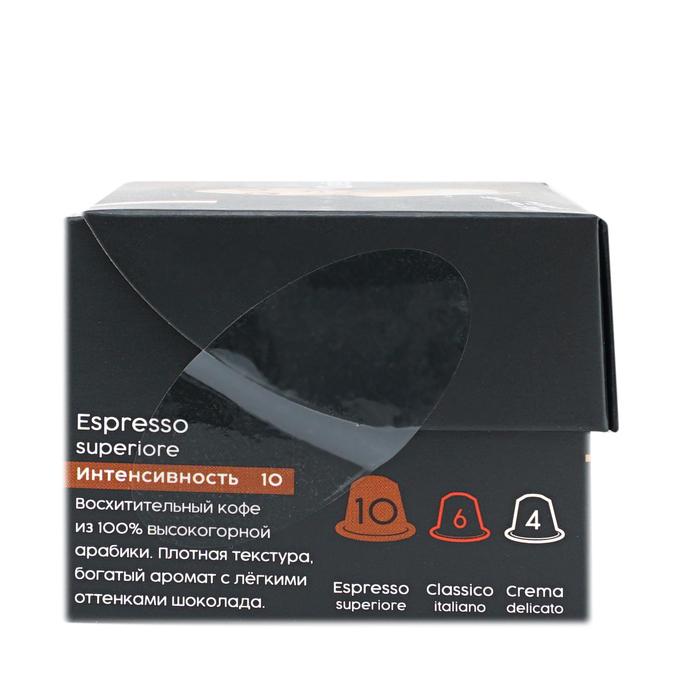 Espresso
superiore
Интенсивность 10
Восхитительный кофе
из 100% высокогорной
арабики. Плотная текстура,
богатый аромат с лёгкими
оттенками шоколада.
10 6 4
Espresso Classico Crema
superiore italiano delicato